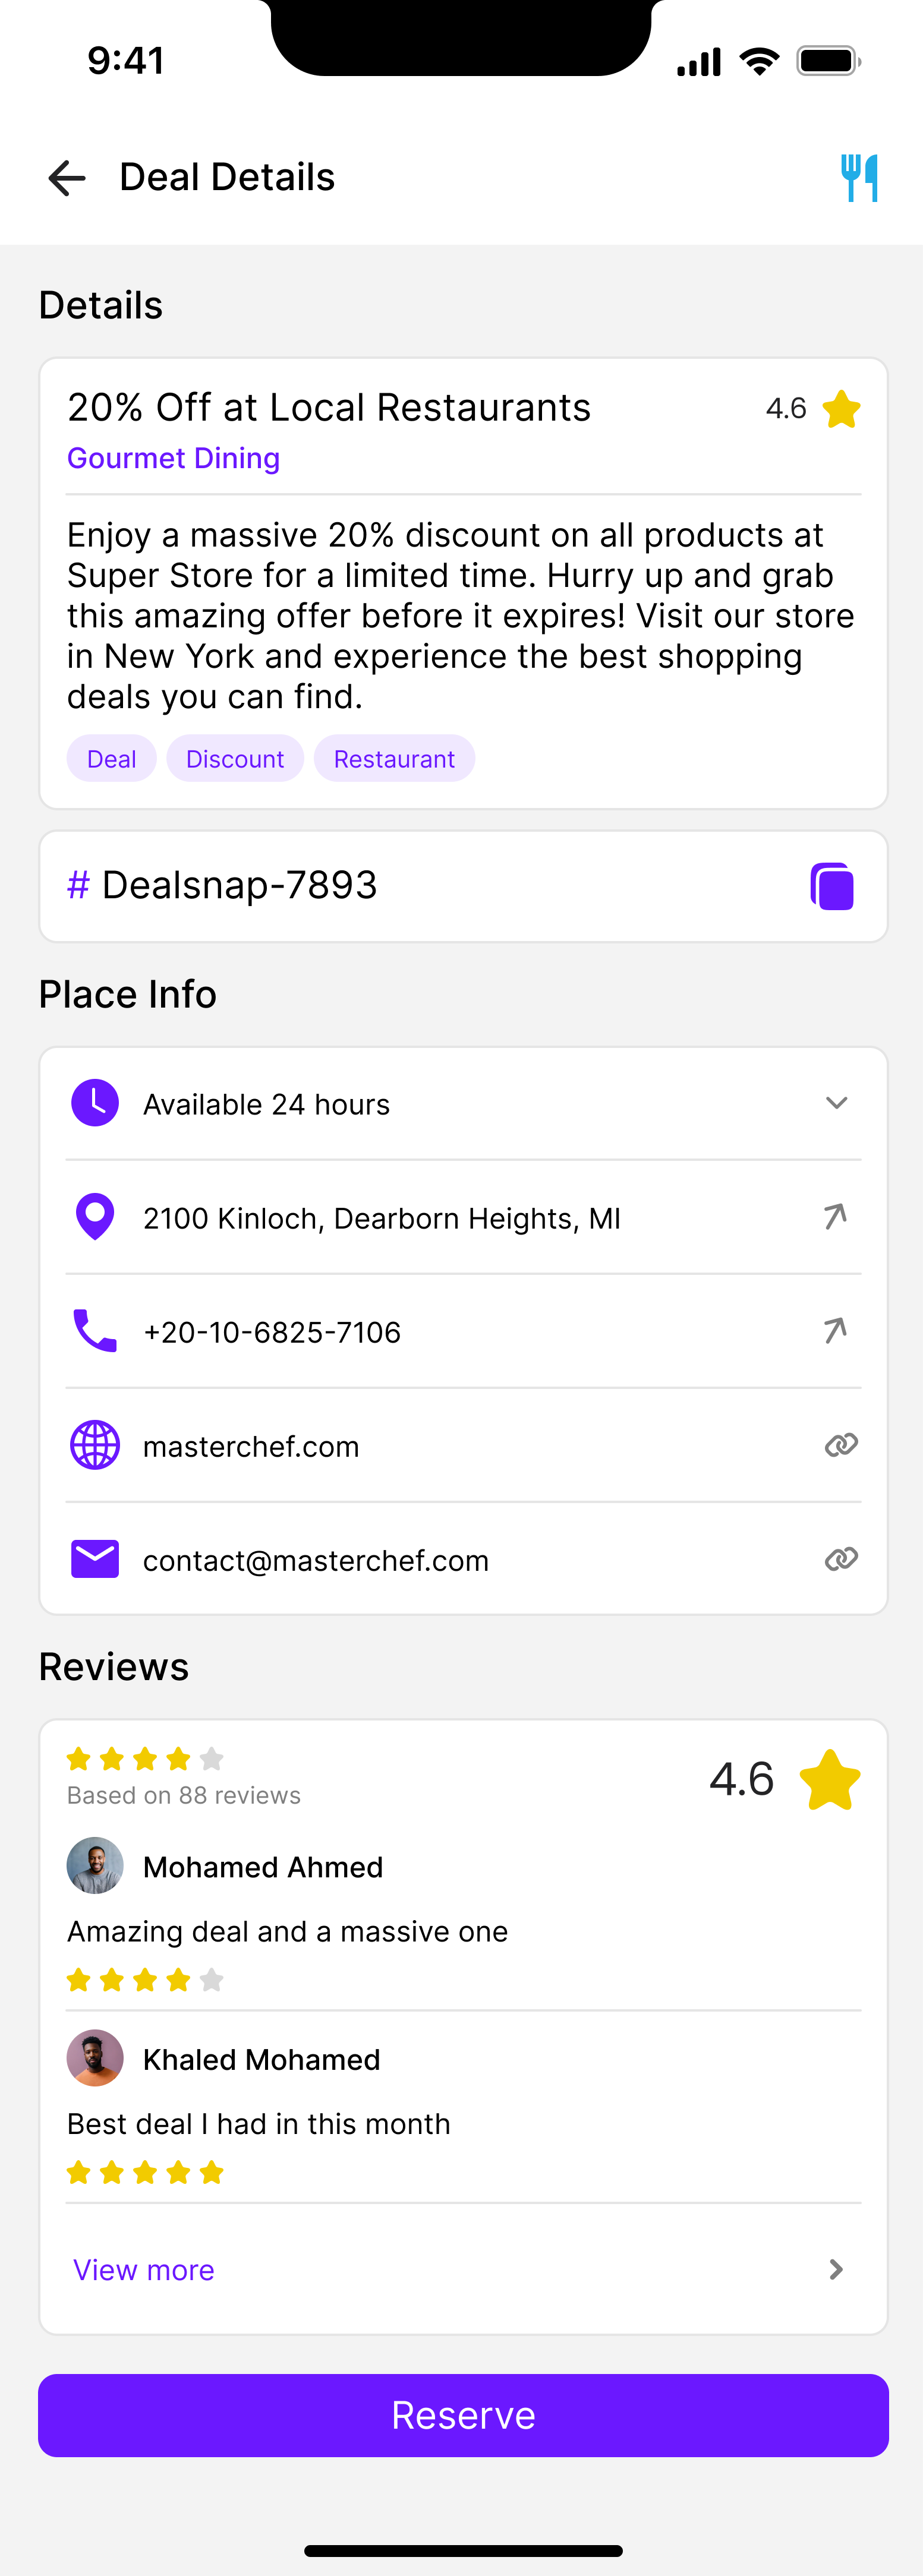 9:41
Deal Details
Details
20% Off at Local Restaurants
4.6
Gourmet Dining
Enjoy a massive 20% discount on all products at
Super Store for a limited time. Hurry up and grab
this amazing offer before it expires! Visit our store
in New York and experience the best shopping
deals you can find.
Deal Discount Restaurant
# Dealsnap-7893
Place Info
Available 24 hours
2100 Kinloch, Dearborn Heights, MI
+20-10-6825-7106
masterchef.com
contact@masterchef.com
Reviews
4.6
Based on 88 reviews
Mohamed Ahmed
Amazing deal and a massive one
Khaled Mohamed
Best deal I had in this month
View more
Reserve